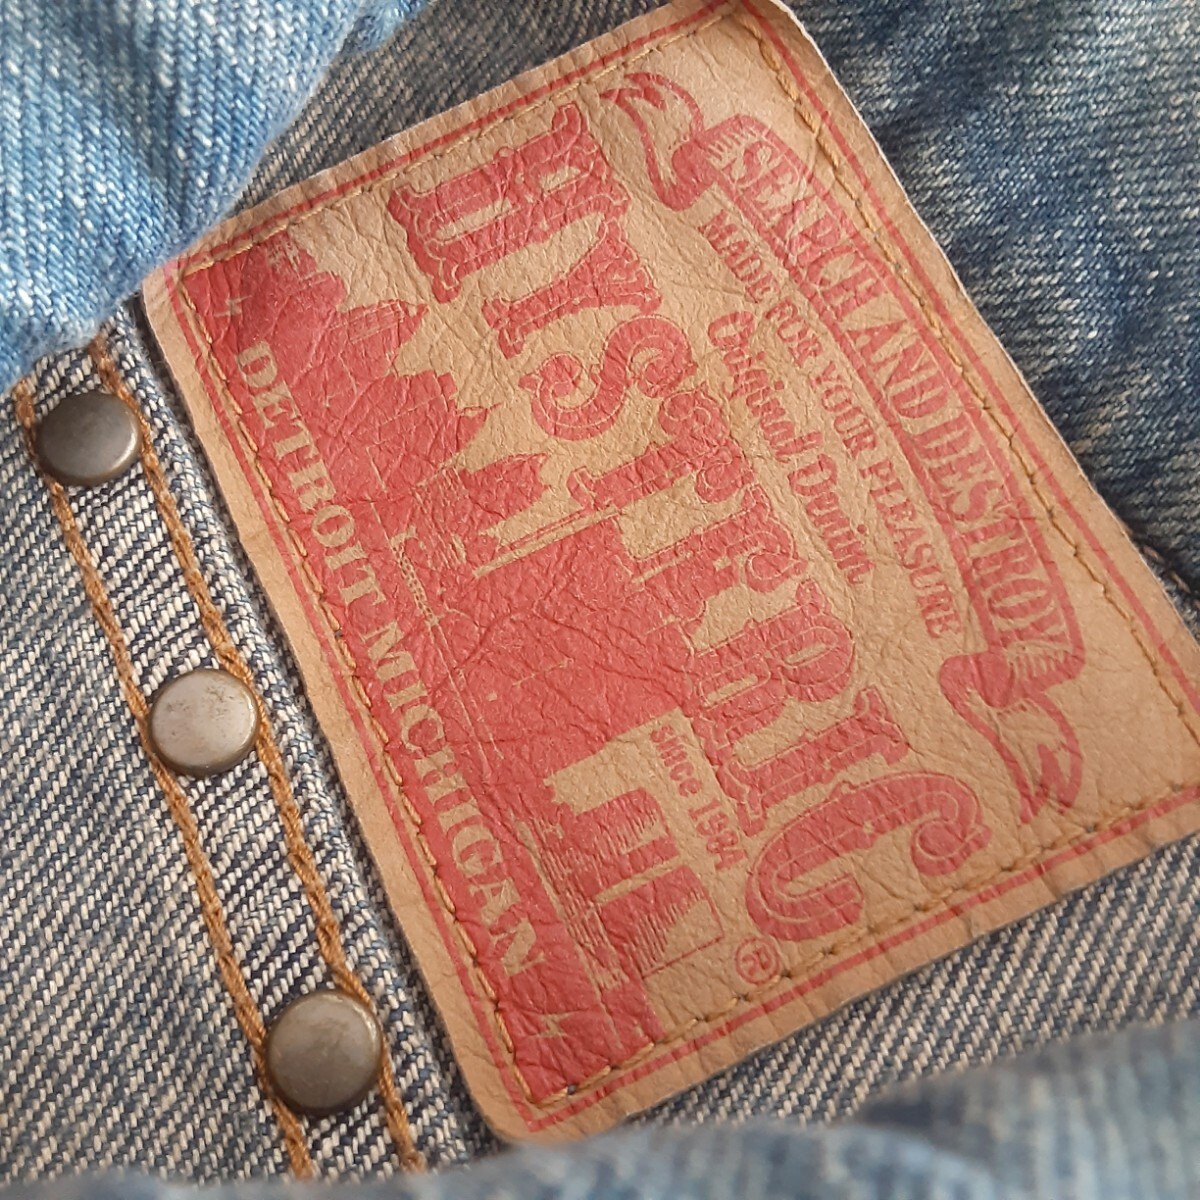 SEARCH AND DESTROY
MADE FOR YOUR PLEASURE
Original Denim
HYSTERIC
®
SINCE 1984
DETROIT MICHIGAN